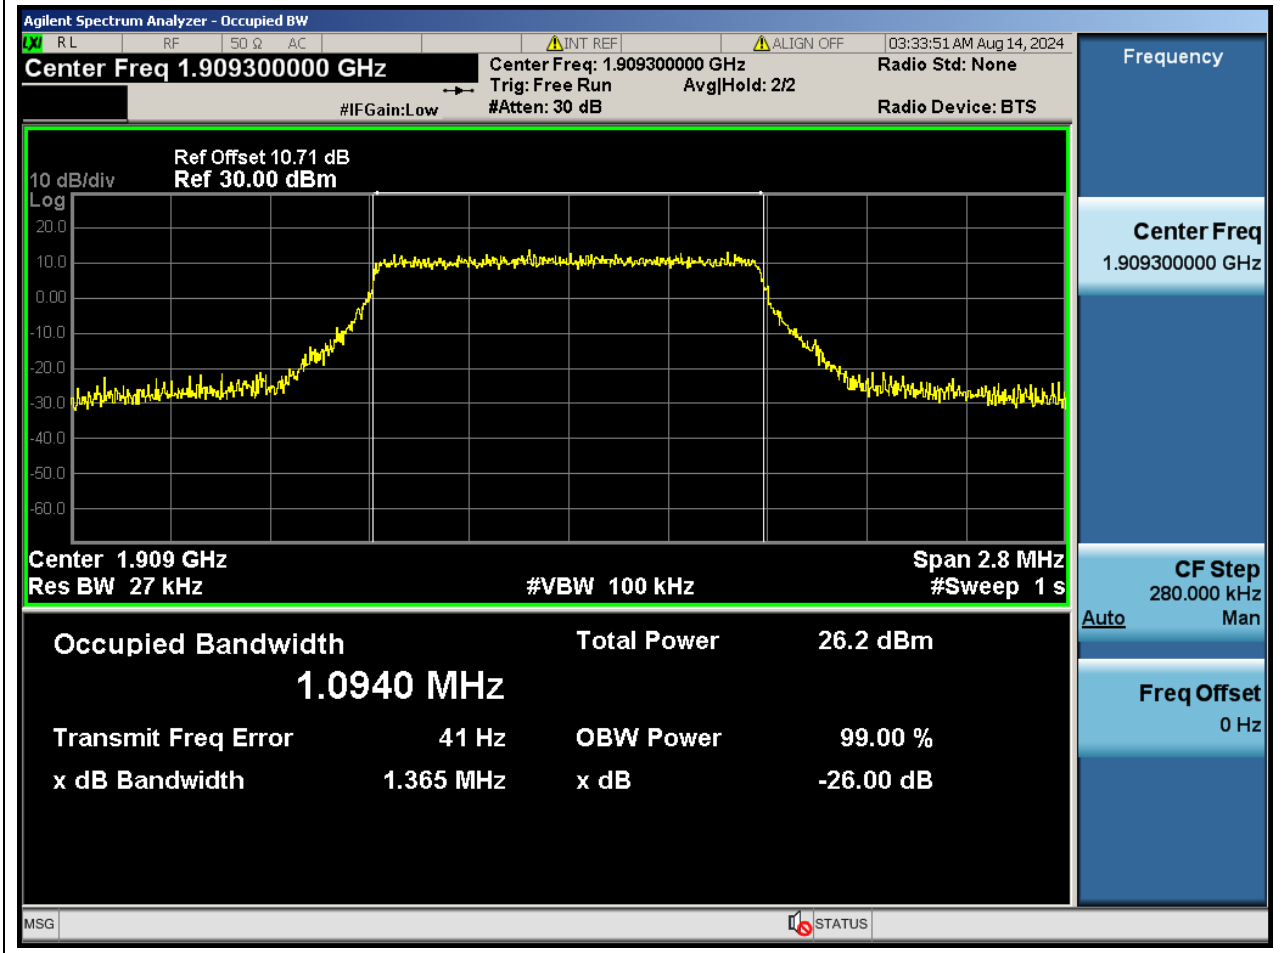 Agilent Spectrum Analyzer - Occupied BW
LXI RL RF 50 Ω AC INT REF ALIGN OFF 03:33:51 AM Aug 14, 2024
Center Freq 1.909300000 GHz
Center Freq: 1.909300000 GHz
Radio Std: None
Trig: Free Run Avg|Hold: 2/2
#IFGain:Low #Atten: 30 dB
Radio Device: BTS
Ref Offset 10.71 dB
10 dB/div Ref 30.00 dBm
Log
20.0
10.0
0.00
-10.0
-20.0
-30.0
-40.0
-50.0
-60.0
Center 1.909 GHz Span 2.8 MHz
Res BW 27 kHz #VBW 100 kHz #Sweep 1 s
Occupied Bandwidth Total Power 26.2 dBm
1.0940 MHz
Transmit Freq Error 41 Hz OBW Power 99.00 %
x dB Bandwidth 1.365 MHz x dB -26.00 dB
MSG STATUS
Frequency
Center Freq
1.909300000 GHz
CF Step
280.000 kHz
Auto Man
Freq Offset
0 Hz